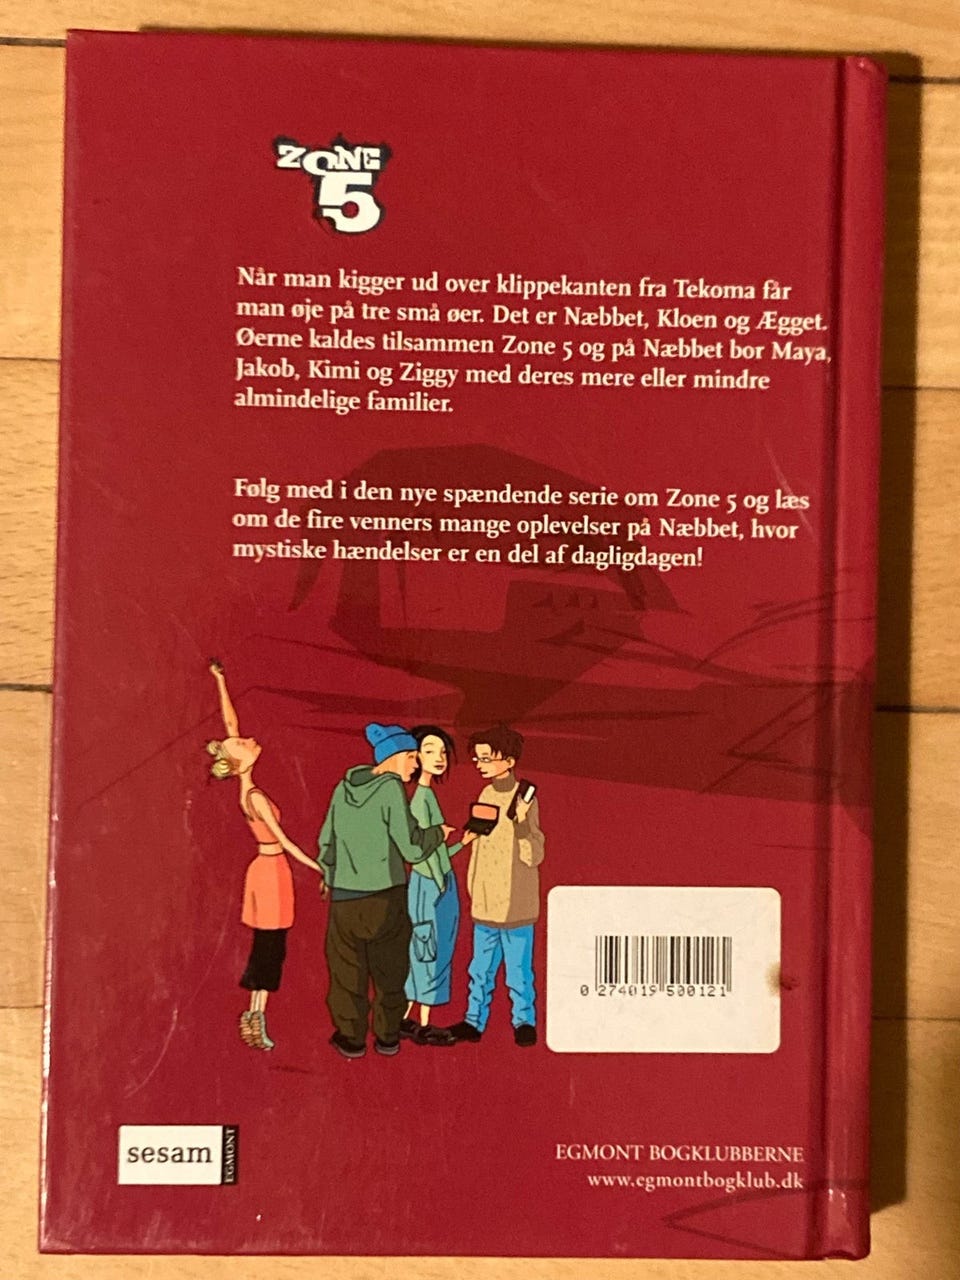 ZONE
5
Når man kigger ud over klippekanten fra Tekoma får
man øje på tre små øer. Det er Næbbet, Kloen og Ægget.
Øerne kaldes tilsammen Zone 5 og på Næbbet bor Maya,
Jakob, Kimi og Ziggy med deres mere eller mindre
almindelige familier.
Følg med i den nye spændende serie om Zone 5 og læs
om de fire venners mange oplevelser på Næbbet, hvor
mystiske hændelser er en del af dagligdagen!
0 274019 500121
sesam
EGMONT
EGMONT BOGKLUBBERNE
www.egmontbogklub.dk